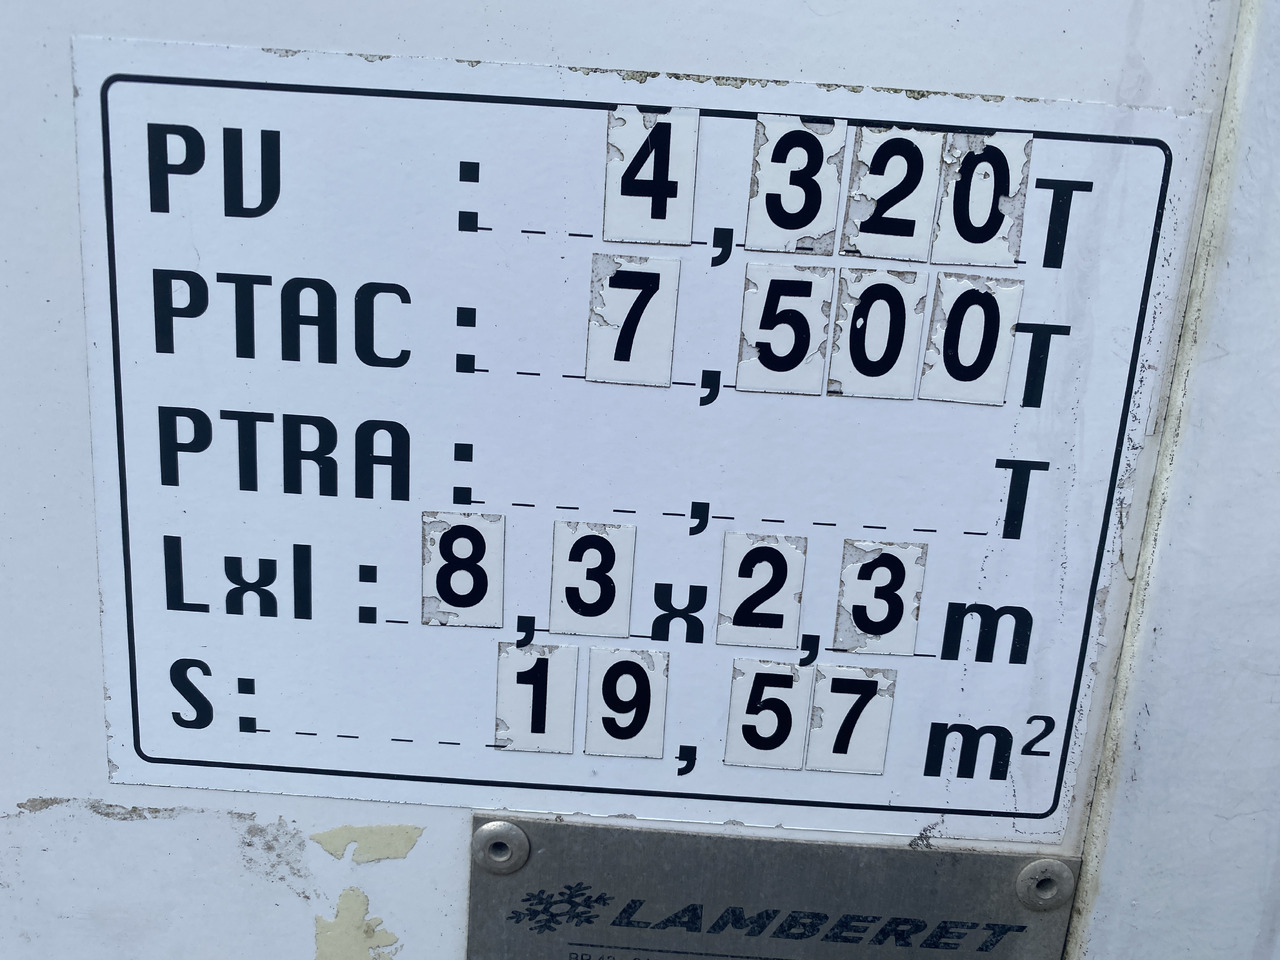 PV : 4,320 T
PTAC : 7,500 T
PTRA : , T
Lxl : 8,3 x 2,3 m
S : 19,57 m²
LAMBERET